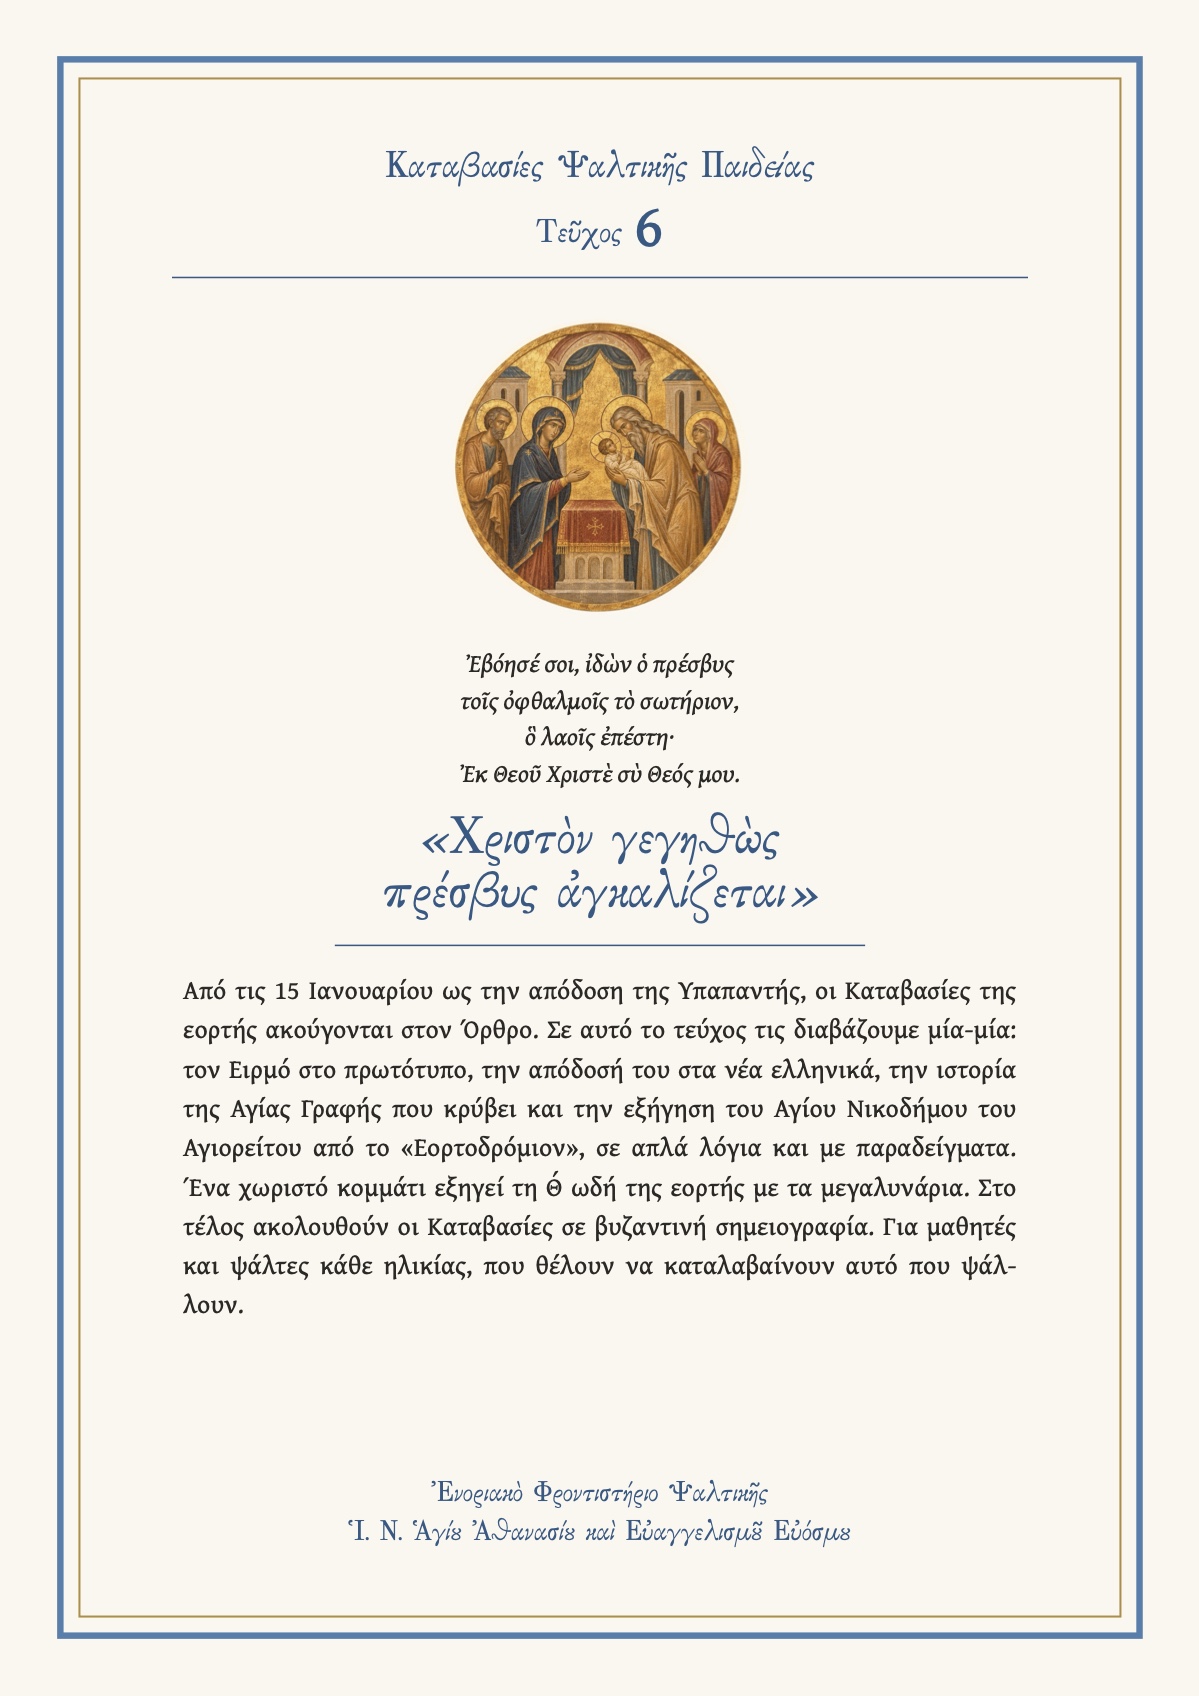 Καταβασίες Ψαλτικῆς Παιδείας
Τεῦχος 6
Ἐβόησέ σοι, ἰδὼν ὁ πρέσβυς
τοῖς ὀφθαλμοῖς τὸ σωτήριον,
ὃ λαοῖς ἐπέστη·
Ἐκ Θεοῦ Χριστὲ σὺ Θεός μου.
«Χριστὸν γεγηθὼς
πρέσβυς ἀγκαλίζεται»
Από τις 15 Ιανουαρίου ως την απόδοση της Υπαπαντής, οι Καταβασίες της
εορτής ακούγονται στον Όρθρο. Σε αυτό το τεύχος τις διαβάζουμε μία-μία:
τον Ειρμό στο πρωτότυπο, την απόδοσή του στα νέα ελληνικά, την ιστορία
της Αγίας Γραφής που κρύβει και την εξήγηση του Αγίου Νικοδήμου του
Αγιορείτου από το «Εορτοδρόμιον», σε απλά λόγια και με παραδείγματα.
Ένα χωριστό κομμάτι εξηγεί τη Θ́ ωδή της εορτής με τα μεγαλυνάρια. Στο
τέλος ακολουθούν οι Καταβασίες σε βυζαντινή σημειογραφία. Για μαθητές
και ψάλτες κάθε ηλικίας, που θέλουν να καταλαβαίνουν αυτό που ψάλ-
λουν.
Ἐνοριακὸ Φροντιστήριο Ψαλτικῆς
Ἱ. Ν. Ἁγίȣ Ἀθανασίȣ καὶ Εὐαγγελισμȣ͂ Εὐόσμȣ